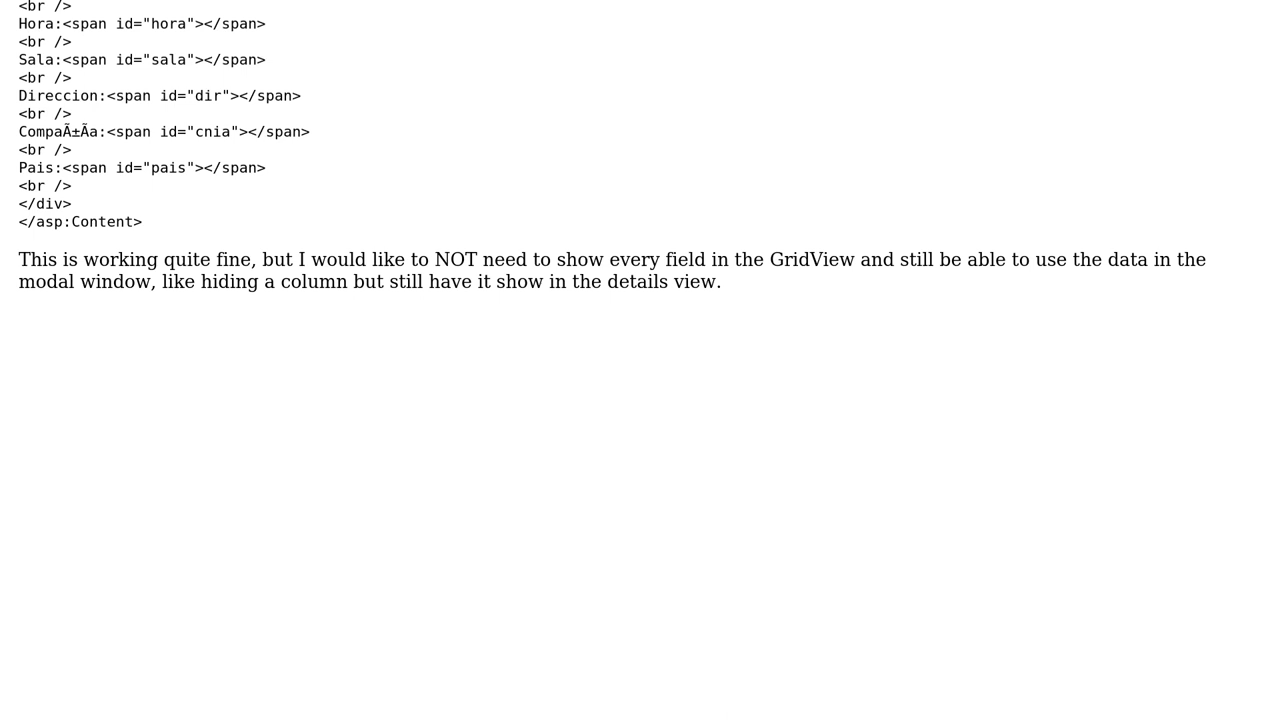 <br />
Hora:<span id="hora"></span>
<br />
Sala:<span id="sala"></span>
<br />
Direccion:<span id="dir"></span>
<br />
CompaÃ±Ãa:<span id="cnia"></span>
<br />
Pais:<span id="pais"></span>
<br />
</div>
</asp:Content>
This is working quite fine, but I would like to NOT need to show every field in the GridView and still be able to use the data in the
modal window, like hiding a column but still have it show in the details view.